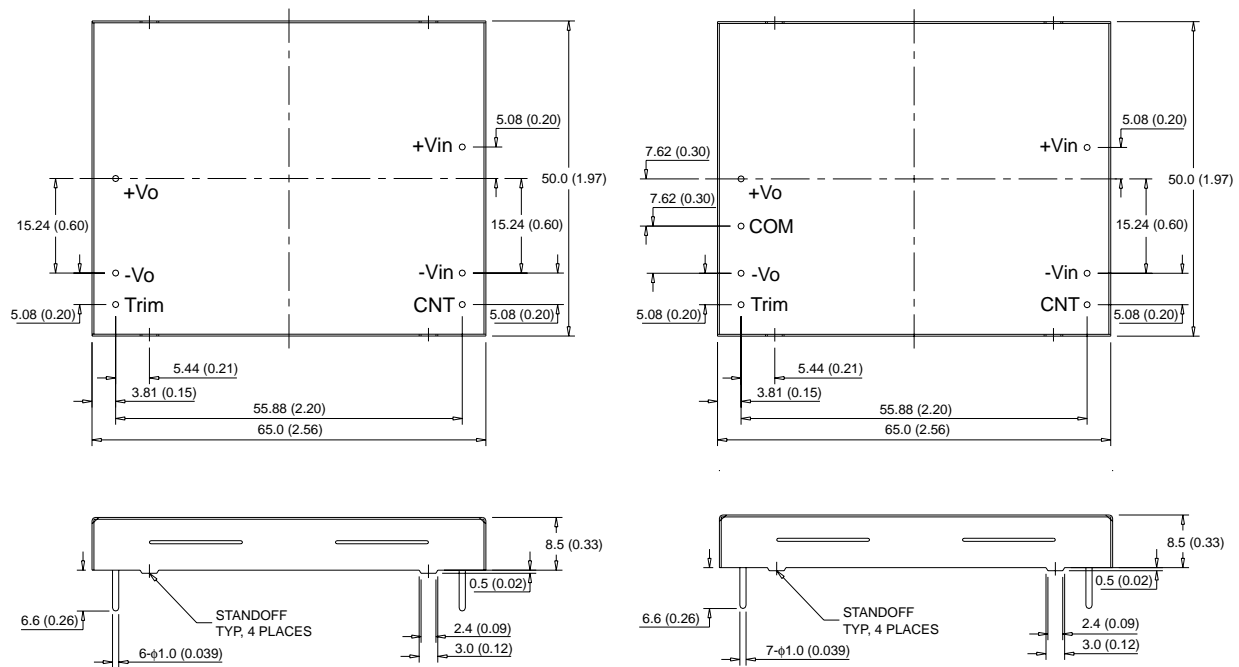 5.08 (0.20)
+Vin
+Vo
50.0 (1.97)
15.24 (0.60)
15.24 (0.60)
-Vo
-Vin
Trim
CNT
5.08 (0.20)
5.08 (0.20)
5.44 (0.21)
3.81 (0.15)
55.88 (2.20)
65.0 (2.56)
5.08 (0.20)
+Vin
7.62 (0.30)
+Vo
50.0 (1.97)
7.62 (0.30)
COM
15.24 (0.60)
-Vo
-Vin
Trim
CNT
5.08 (0.20)
5.08 (0.20)
5.44 (0.21)
3.81 (0.15)
55.88 (2.20)
65.0 (2.56)
8.5 (0.33)
0.5 (0.02)
6.6 (0.26)
STANDOFF
TYP, 4 PLACES
2.4 (0.09)
3.0 (0.12)
6-ϕ1.0 (0.039)
8.5 (0.33)
0.5 (0.02)
6.6 (0.26)
STANDOFF
TYP, 4 PLACES
2.4 (0.09)
3.0 (0.12)
7-ϕ1.0 (0.039)